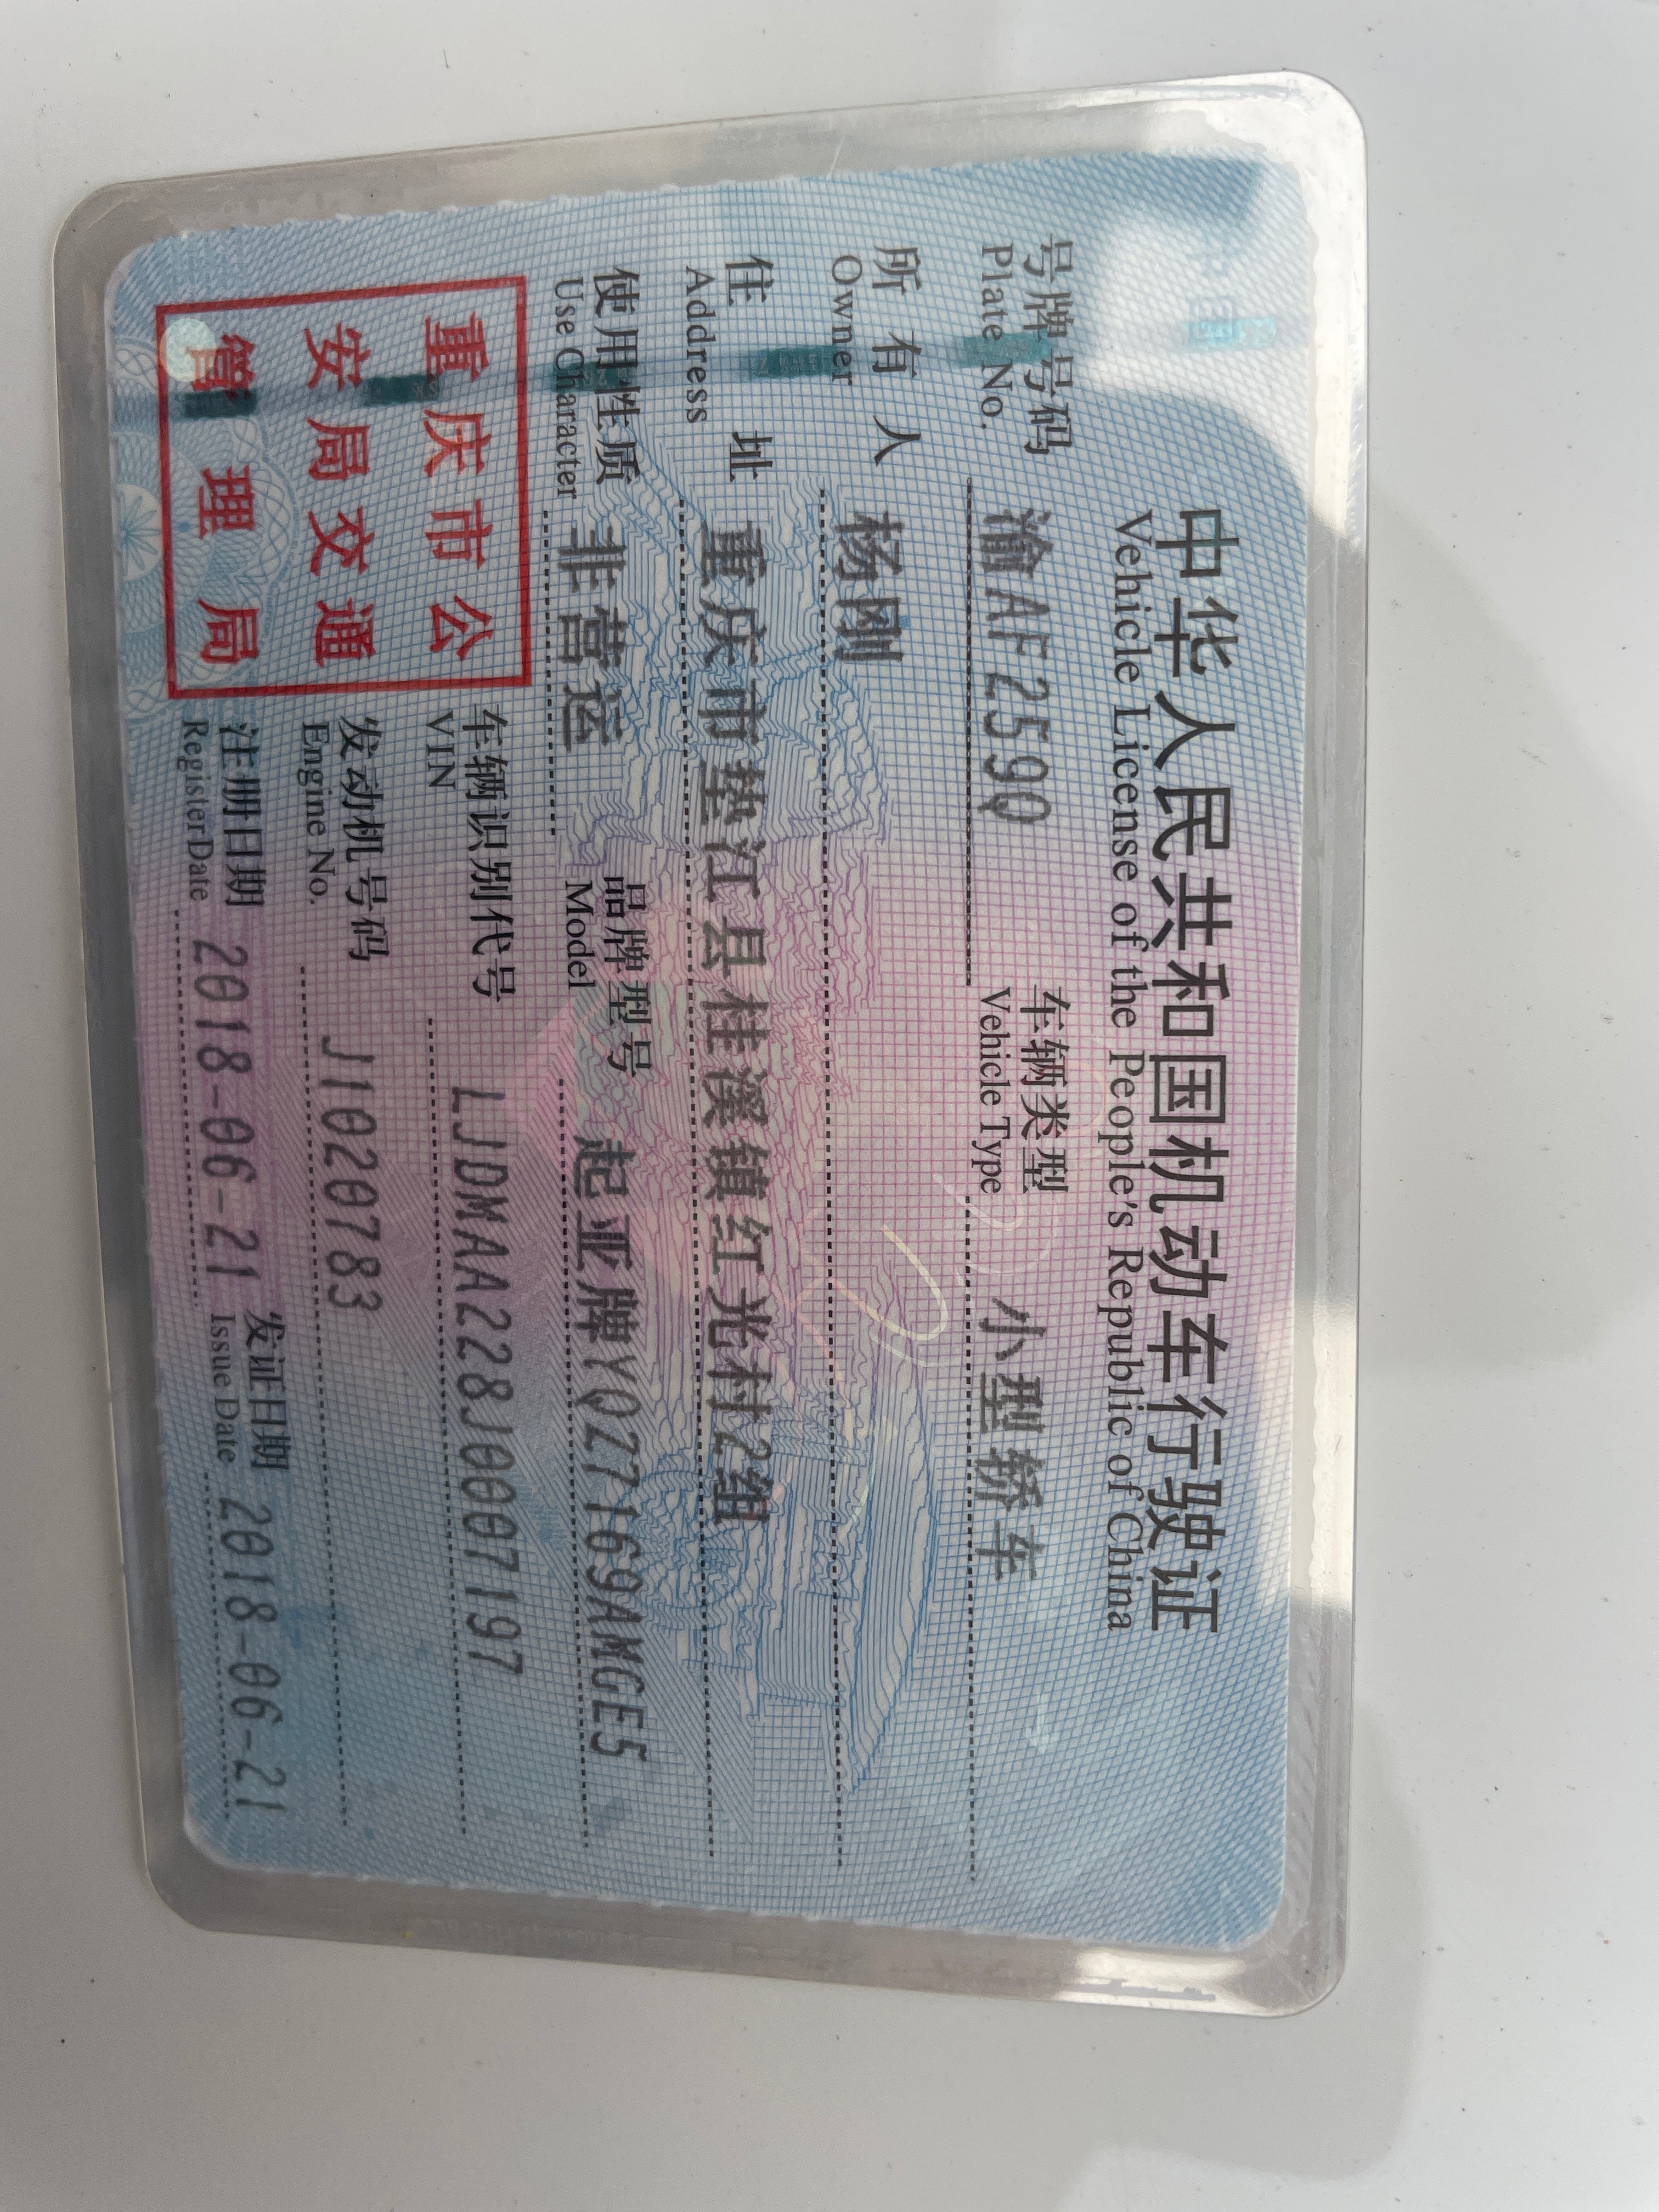 中华人民共和国机动车行驶证
Vehicle License of the People's Republic of China
号牌号码 渝AF259Q 车辆类型 小型轿车
Plate No. Vehicle Type
所有人 杨刚
Owner
住址 重庆市垫江县桂溪镇红光村2组
Address
使用性质 非营运 品牌型号 起亚牌YQZ7169AMGE5
Use Character Model
重庆市公
安局交通
管理局
车辆识别代号 LJDMAA228J0007197
VIN
发动机号码 J1020783
Engine No.
注册日期 2018-06-21 发证日期 2018-06-21
Register Date Issue Date